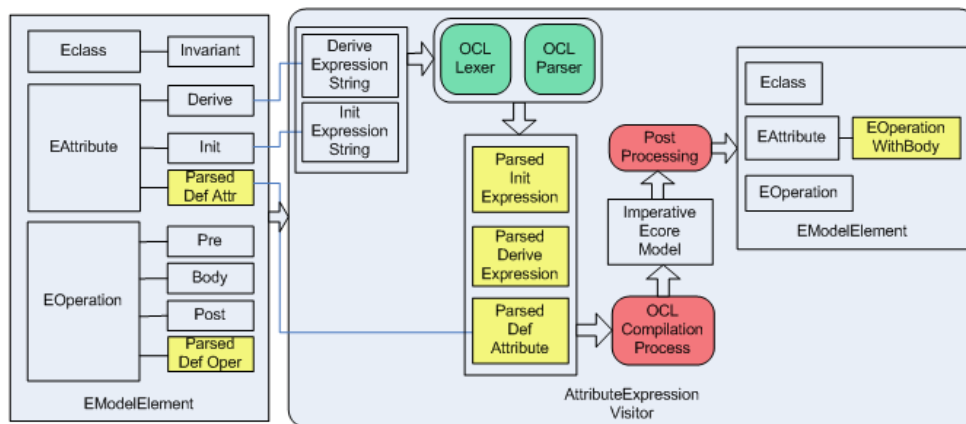 Eclass
Invariant
EAttribute
Derive
Init
Parsed
Def Attr
EOperation
Pre
Body
Post
Parsed
Def Oper
EModelElement
Derive
Expression
String
Init
Expression
String
OCL
Lexer
OCL
Parser
Parsed
Init
Expression
Parsed
Derive
Expression
Parsed
Def
Attribute
OCL
Compilation
Process
Imperative
Ecore
Model
Post
Processing
Eclass
EAttribute
EOperation
WithBody
EOperation
EModelElement
AttributeExpression
Visitor